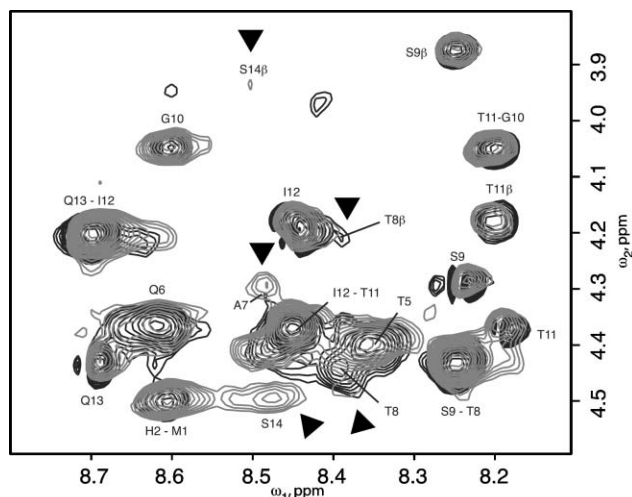 S14β
S9β
3.9
G10
T11-G10
4.0
4.1
Q13 - I12
I12
T11β
T8β
4.2
S9
A7
Q6
I12 - T11
T5
4.3
T11
4.4
Q13
H2 - M1
S14
T8
S9 - T8
4.5
8.7 8.6 8.5 8.4 8.3 8.2
ω₁, ppm
ω₂, ppm